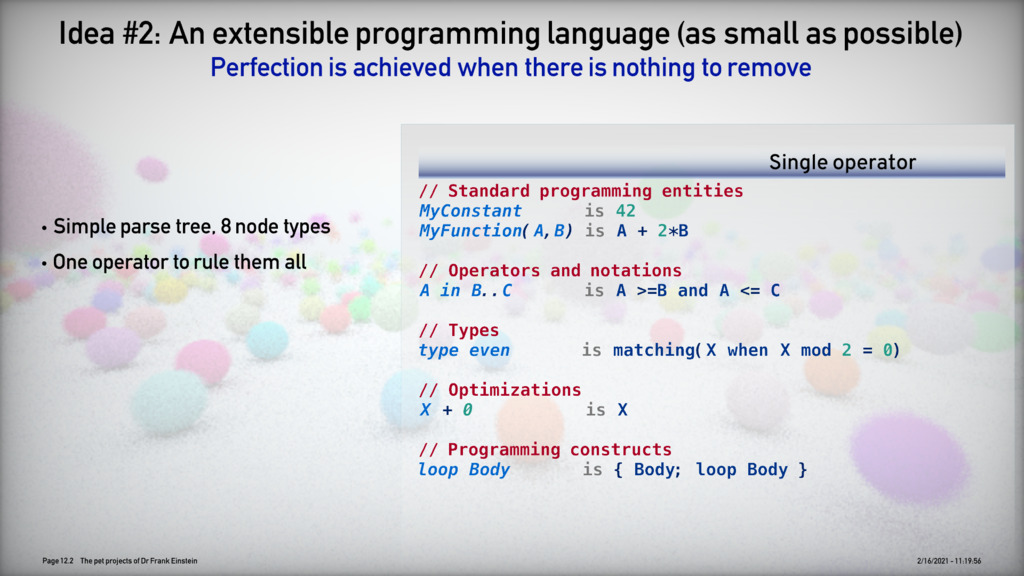 Idea #2: An extensible programming language (as small as possible)
Perfection is achieved when there is nothing to remove
• Simple parse tree, 8 node types
• One operator to rule them all
Single operator
// Standard programming entities
MyConstant is 42
MyFunction(A,B) is A + 2*B
// Operators and notations
A in B..C is A >=B and A <= C
// Types
type even is matching(X when X mod 2 = 0)
// Optimizations
X + 0 is X
// Programming constructs
loop Body is { Body; loop Body }
Page 12.2 The pet projects of Dr Frank Einstein
2/16/2021 - 11:19:56